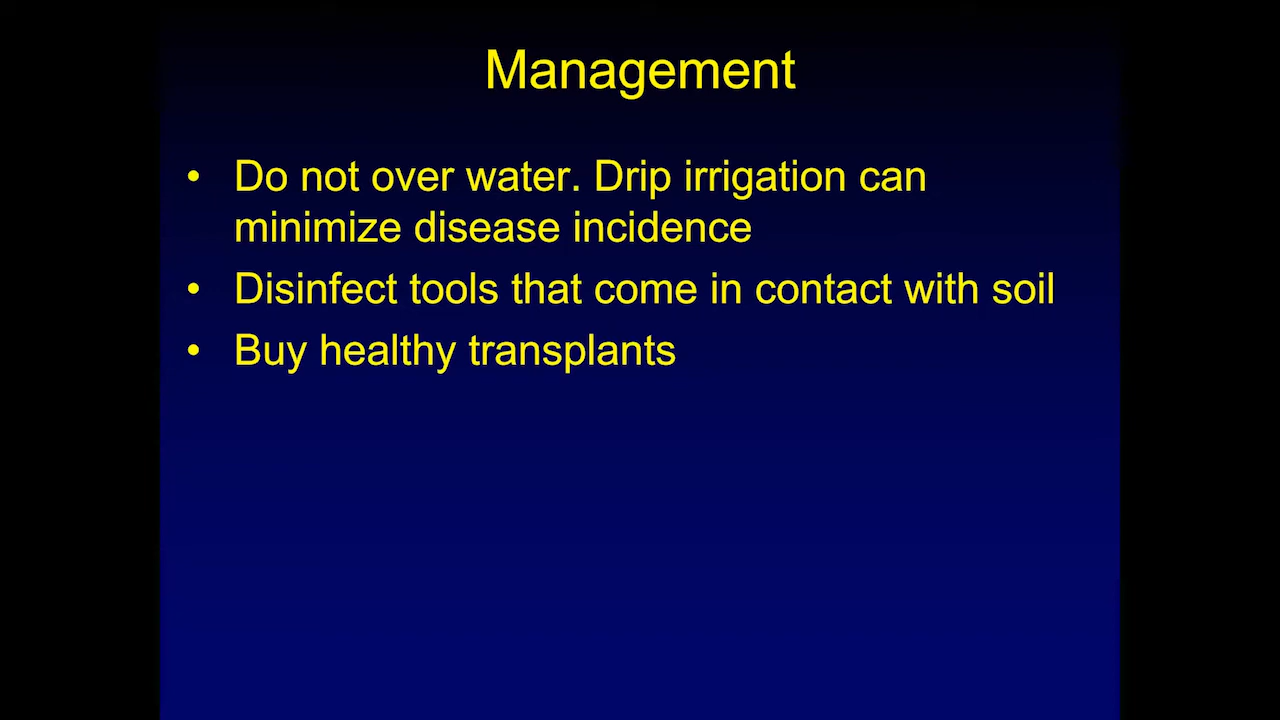 Management
• Do not over water. Drip irrigation can
minimize disease incidence
• Disinfect tools that come in contact with soil
• Buy healthy transplants